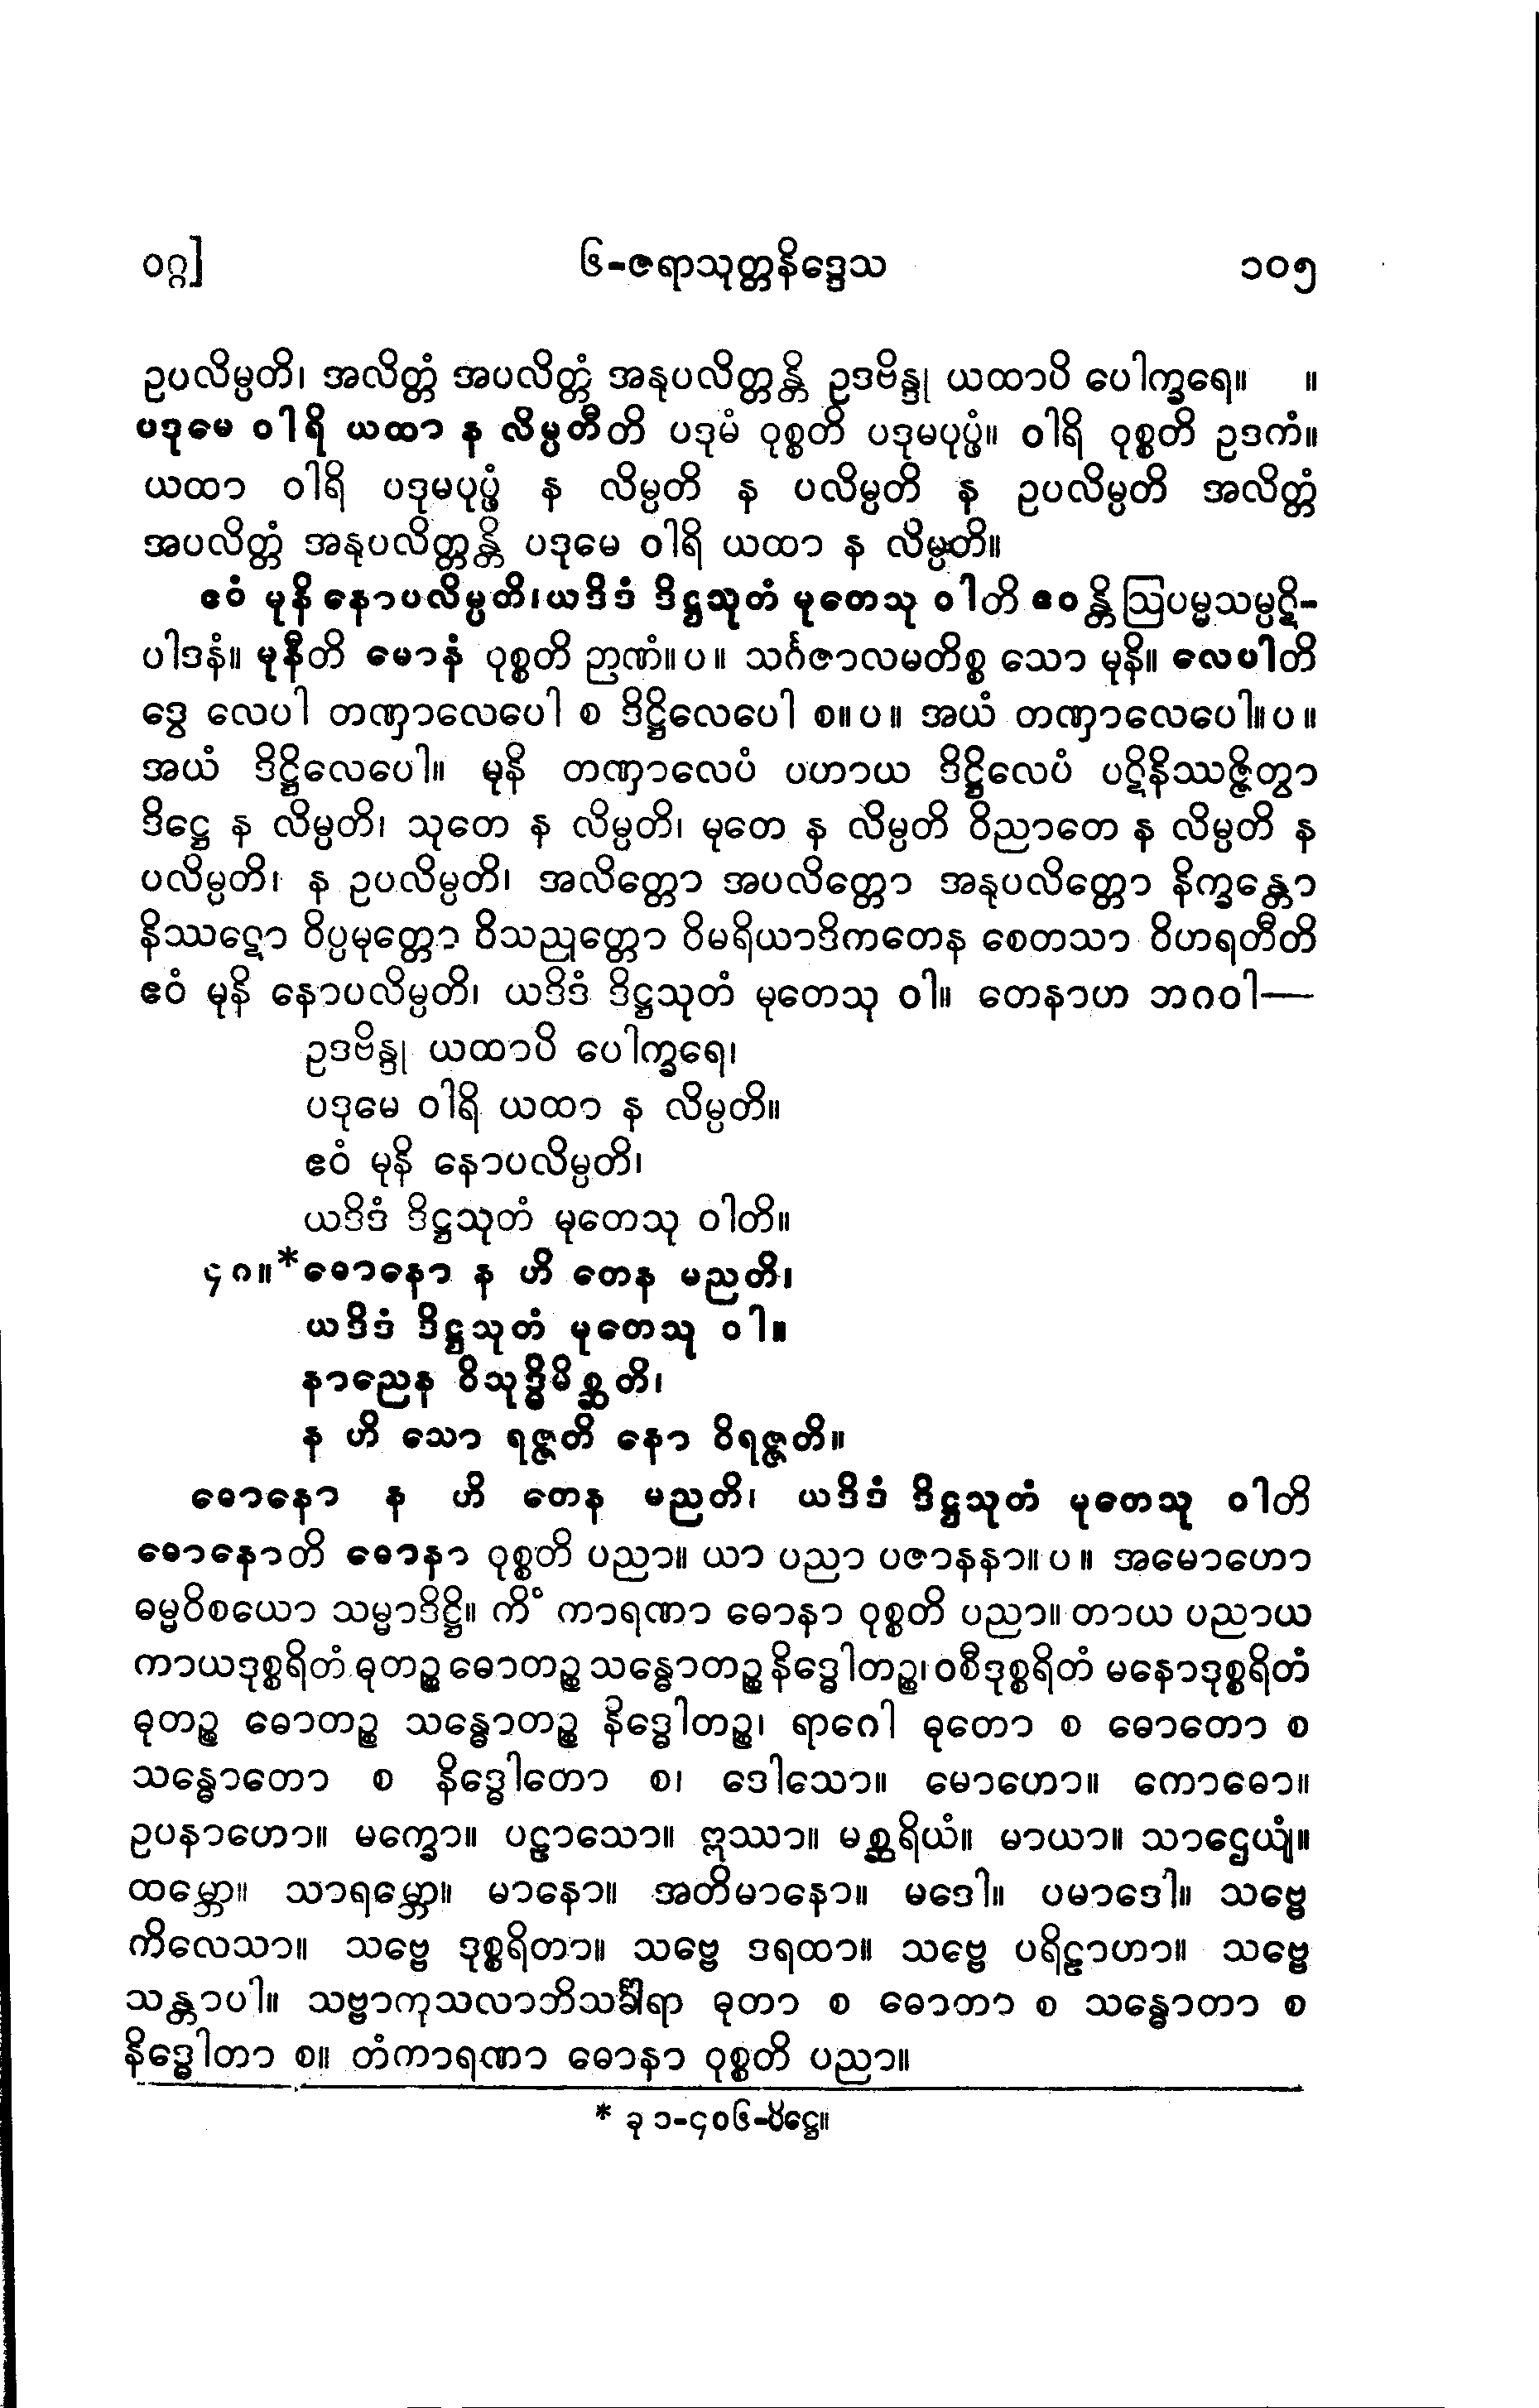 ဝဂ္ဂ] ၆-ဇရာသုတ္တနိဒ္ဒေသ ၁၀၅
ဥပလိမ္ပတိ၊ အလိတ္တံ အပလိတ္တံ အနုပလိတ္တန္တိ ဥဒဗိန္ဒု ယထာပိ ပေါက္ခရေ။ ။
ပဒုမေ ဝါရိ ယထာ န လိမ္ပတီတိ ပဒုမံ ဝုစ္စတိ ပဒုမပုပ္ဖံ။ ဝါရိ ဝုစ္စတိ ဥဒကံ။
ယထာ ဝါရိ ပဒုမပုပ္ဖံ န လိမ္ပတိ န ပလိမ္ပတိ န ဥပလိမ္ပတိ အလိတ္တံ
အပလိတ္တံ အနုပလိတ္တန္တိ ပဒုမေ ဝါရိ ယထာ န လိမ္ပတိ။
ဧဝံ မုနိ နောပလိမ္ပတိ၊ယဒိဒံ ဒိဋ္ဌသုတံ မုတေသု ဝါတိ ဧဝန္တိ ဩပမ္မသမ္ပဋိ-
ပါဒနံ။ မုနီတိ မောနံ ဝုစ္စတိ ဉာဏံ။ပ။ သင်္ဂဇာလမတိစ္စ သော မုနိ။ လေပါတိ
ဒွေ လေပါ တဏှာလေပေါ စ ဒိဋ္ဌိလေပေါ စ။ပ။ အယံ တဏှာလေပေါ။ပ။
အယံ ဒိဋ္ဌိလေပေါ။ မုနိ တဏှာလေပံ ပဟာယ ဒိဋ္ဌိလေပံ ပဋိနိဿဇ္ဇိတွာ
ဒိဋ္ဌေ န လိမ္ပတိ၊ သုတေ န လိမ္ပတိ၊ မုတေ န လိမ္ပတိ ဝိညာတေ န လိမ္ပတိ န
ပလိမ္ပတိ၊ န ဥပလိမ္ပတိ၊ အလိတ္တော အပလိတ္တော အနုပလိတ္တော နိက္ခန္တော
နိဿဋော ဝိပ္ပမုတ္တော ဝိသညုတ္တော ဝိမရိယာဒိကတေန စေတသာ ဝိဟရတီတိ
ဧဝံ မုနိ နောပလိမ္ပတိ၊ ယဒိဒံ ဒိဋ္ဌသုတံ မုတေသု ဝါ။ တေနာဟ ဘဂဝါ—
ဥဒဗိန္ဒု ယထာပိ ပေါက္ခရေ၊
ပဒုမေ ဝါရိ ယထာ န လိမ္ပတိ။
ဧဝံ မုနိ နောပလိမ္ပတိ၊
ယဒိဒံ ဒိဋ္ဌသုတံ မုတေသု ဝါတိ။
၄၈။*ဓောနော န ဟိ တေန မညတိ၊
ယဒိဒံ ဒိဋ္ဌသုတံ မုတေသု ဝါ။
နာညေန ဝိသုဒ္ဓိမိစ္ဆတိ၊
န ဟိ သော ရဇ္ဇတိ နော ဝိရဇ္ဇတိ။
ဓောနော န ဟိ တေန မညတိ၊ ယဒိဒံ ဒိဋ္ဌသုတံ မုတေသု ဝါတိ
ဓောနောတိ ဓောနာ ဝုစ္စတိ ပညာ။ ယာ ပညာ ပဇာနနာ။ပ။ အမောဟော
ဓမ္မဝိစယော သမ္မာဒိဋ္ဌိ။ ကိံ ကာရဏာ ဓောနာ ဝုစ္စတိ ပညာ။ တာယ ပညာယ
ကာယဒုစ္စရိတံ ဓုတဉ္စ ဓောတဉ္စ သန္ဓောတဉ္စ နိဒ္ဓေါတဉ္စ၊ ဝစီဒုစ္စရိတံ မနောဒုစ္စရိတံ
ဓုတဉ္စ ဓောတဉ္စ သန္ဓောတဉ္စ နိဒ္ဓေါတဉ္စ၊ ရာဂေါ ဓုတော စ ဓောတော စ
သန္ဓောတော စ နိဒ္ဓေါတော စ၊ ဒေါသော။ မောဟော။ ကောဓော။
ဥပနာဟော။ မက္ခော။ ပဠာသော။ ဣဿာ။ မစ္ဆရိယံ။ မာယာ။ သာဌေယျံ။
ထမ္ဘော။ သာရမ္ဘော။ မာနော။ အတိမာနော။ မဒေါ။ ပမာဒေါ။ သဗ္ဗေ
ကိလေသာ။ သဗ္ဗေ ဒုစ္စရိတာ။ သဗ္ဗေ ဒရထာ။ သဗ္ဗေ ပရိဠာဟာ။ သဗ္ဗေ
သန္တာပါ။ သဗ္ဗာကုသလာဘိသင်္ခါရာ ဓုတာ စ ဓောတာ စ သန္ဓောတာ စ
နိဒ္ဓေါတာ စ။ တံကာရဏာ ဓောနာ ဝုစ္စတိ ပညာ။
* ခု ၁-၄၀၆-ပိဋ္ဌေ။